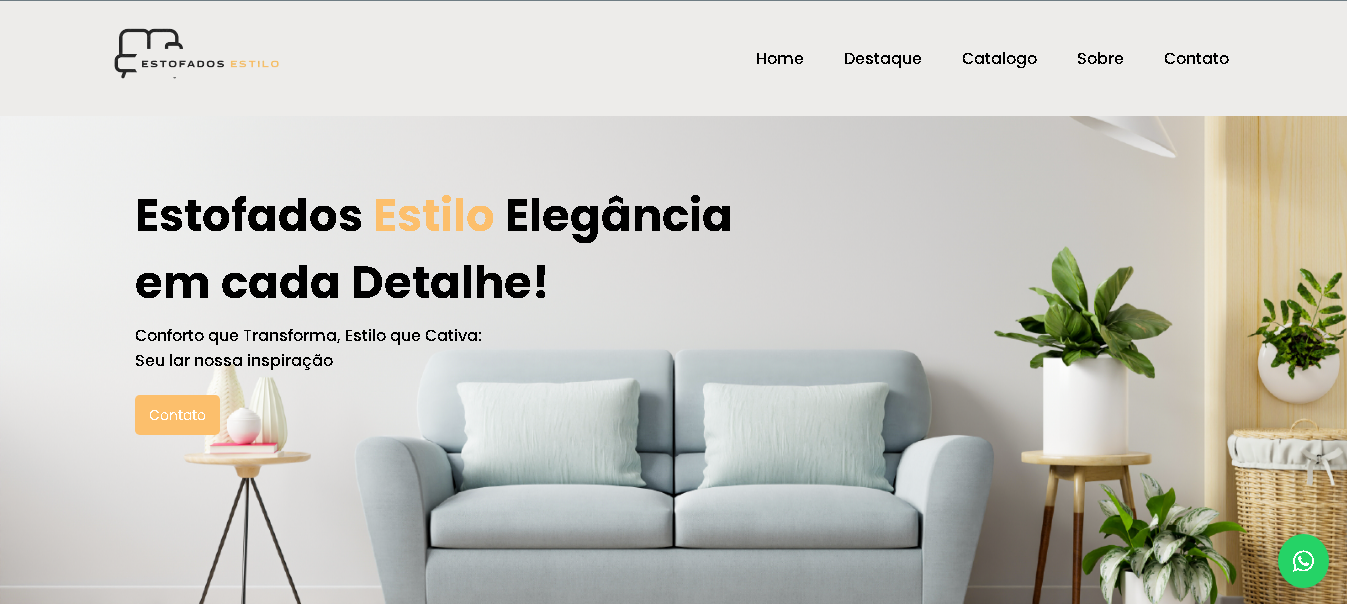 ESTOFADOS ESTILO
Home Destaque Catalogo Sobre Contato
Estofados Estilo Elegância
em cada Detalhe!
Conforto que Transforma, Estilo que Cativa:
Seu lar nossa inspiração
Contato